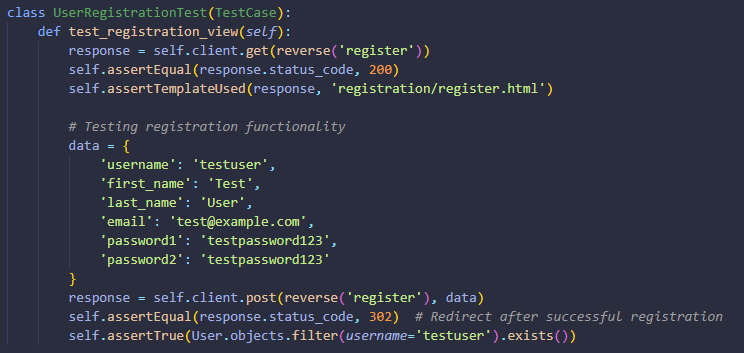 class UserRegistrationTest(TestCase):
    def test_registration_view(self):
        response = self.client.get(reverse('register'))
        self.assertEqual(response.status_code, 200)
        self.assertTemplateUsed(response, 'registration/register.html')

        # Testing registration functionality
        data = {
            'username': 'testuser',
            'first_name': 'Test',
            'last_name': 'User',
            'email': 'test@example.com',
            'password1': 'testpassword123',
            'password2': 'testpassword123'
        }
        response = self.client.post(reverse('register'), data)
        self.assertEqual(response.status_code, 302)  # Redirect after successful registration
        self.assertTrue(User.objects.filter(username='testuser').exists())